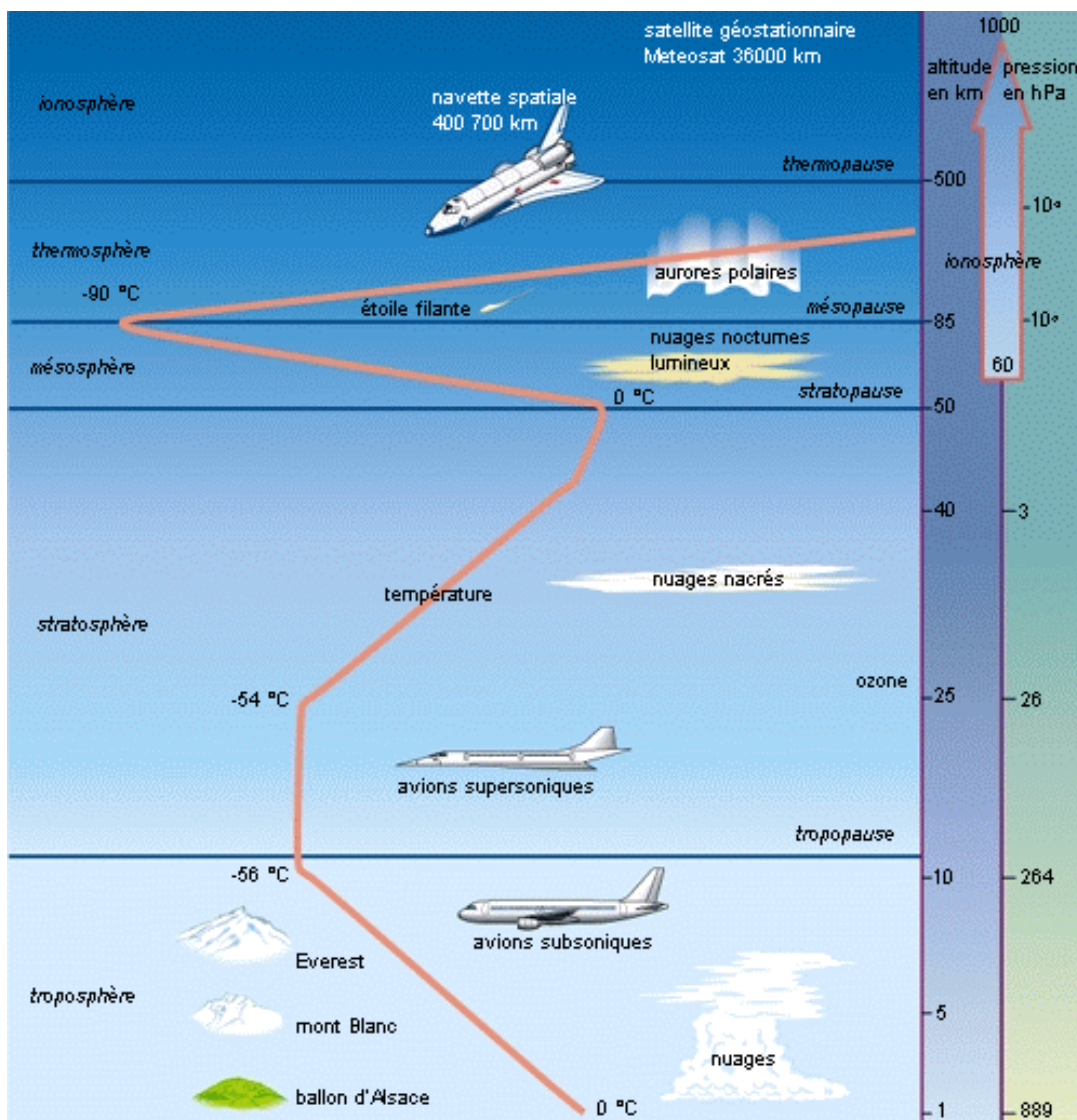 satellite géostationnaire
Meteosat 36000 km
1000
altitude pression
en km en hPa
ionosphère
navette spatiale
400 700 km
thermopause
500
thermosphère
-90 °C
aurores polaires
ionosphère
étoile filante
mésopause
85
nuages noctumes
lumineux
mésosphère
60
0 °C
stratopause
50
40
3
nuages nacrés
température
stratosphère
ozone
-54 °C
25
26
avions supersoniques
tropopause
-56 °C
10
264
avions subsoniques
Everest
troposphère
mont Blanc
5
nuages
ballon d'Alsace
0 °C
1
889